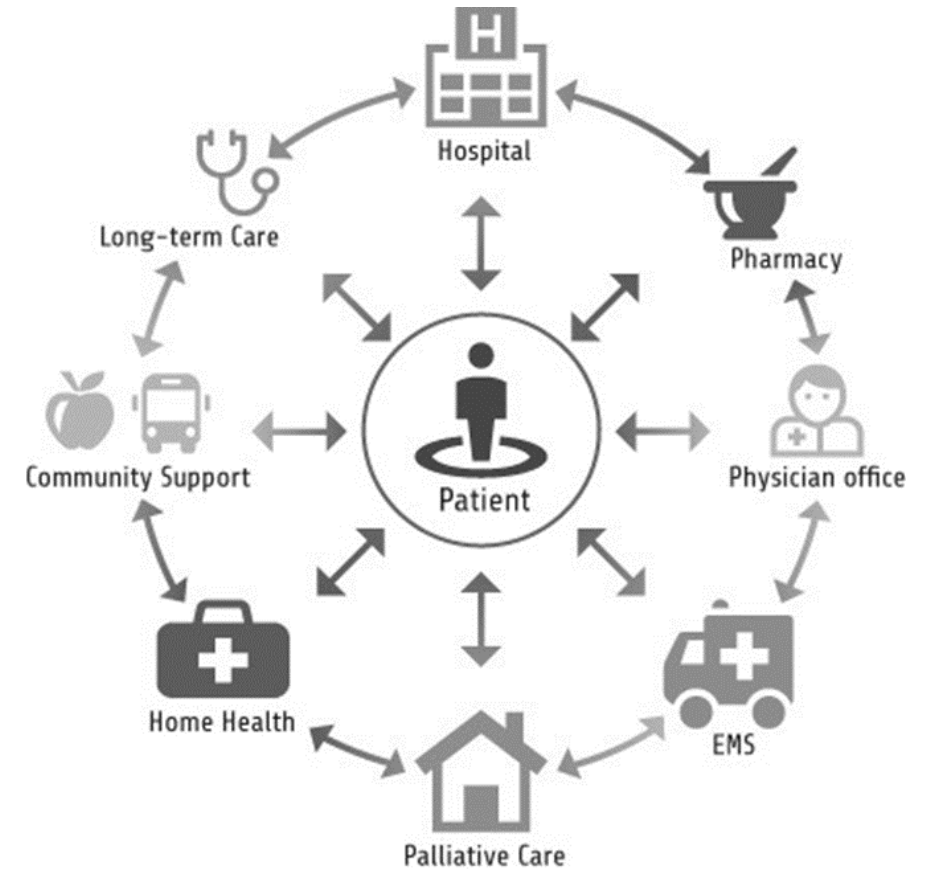 H
Hospital
Long-term Care
Pharmacy
Community Support
Patient
Physician office
Home Health
EMS
Palliative Care